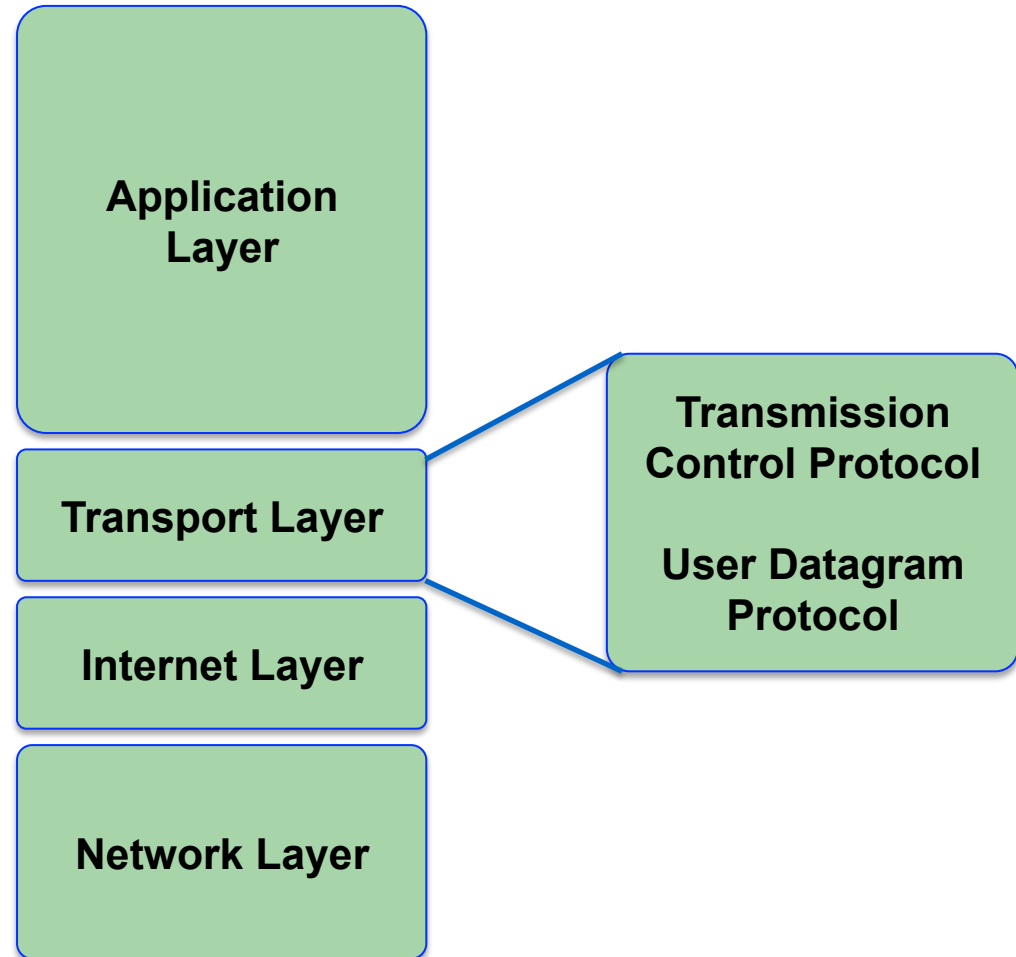 Application
Layer
Transport Layer
Internet Layer
Network Layer
Transmission
Control Protocol
User Datagram
Protocol